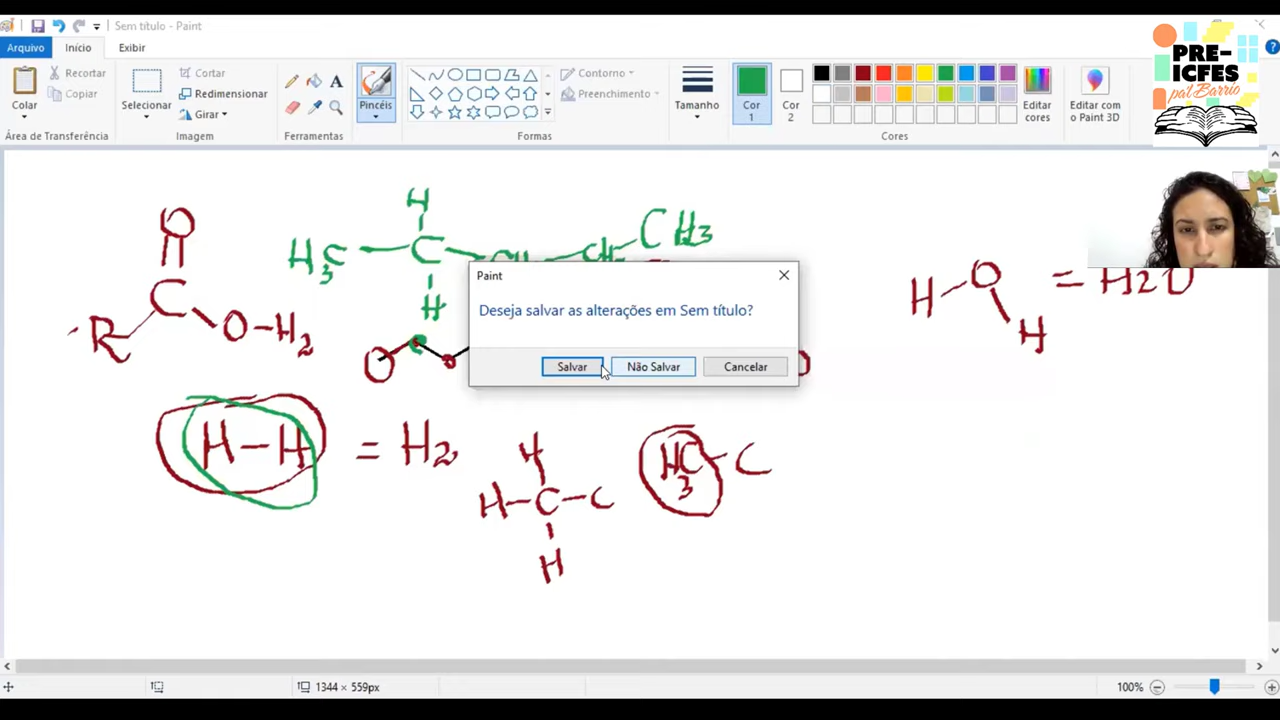 Sem título - Paint
Arquivo Início Exibir
Colar
Recortar
Copiar
Área de Transferência
Selecionar
Cortar
Redimensionar
Girar
Imagem
A
Ferramentas
Pincéis
Contorno
Preenchimento
Formas
Tamanho
Cor 1
Cor 2
Editar cores
Editar com o Paint 3D
Cores
PRE-
ICFES
pal' Barrio
H
H3C C CH CH CH3
H
O
C
R O-H2
Paint
Deseja salvar as alterações em Sem título?
Salvar Não Salvar Cancelar
H O = H2O
H
H-H = H2
H
H-C-C
H
HC3-C
1344 × 559px
100%